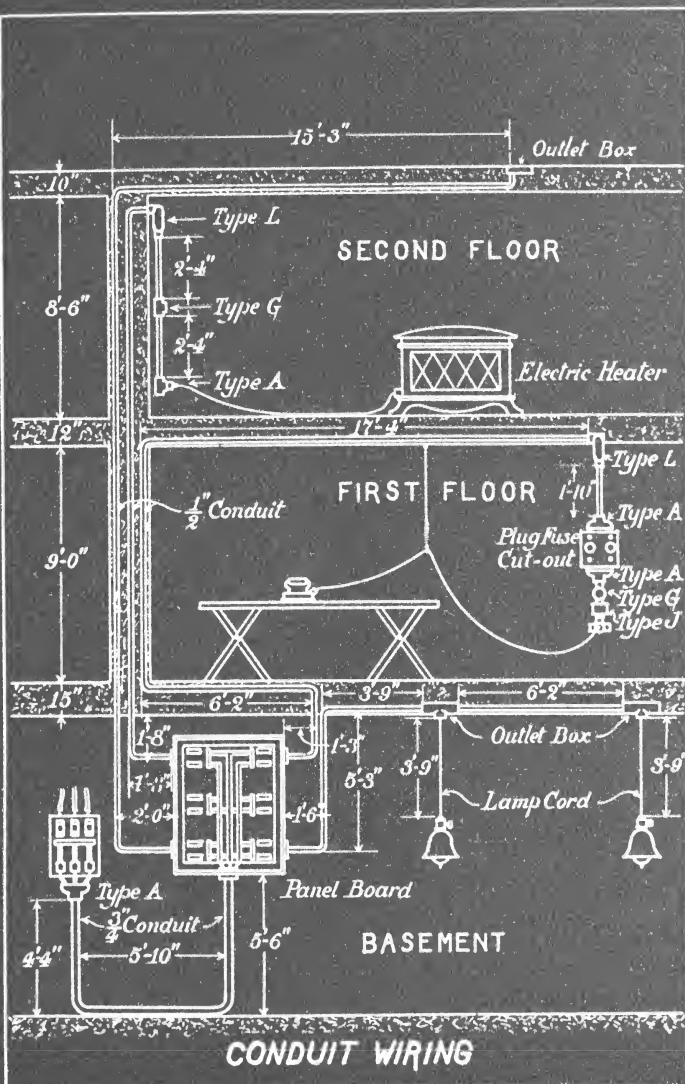 15'-3"
Outlet Box
10"
Type L
SECOND FLOOR
2'-4"
8'-6"
Type G
2'-4"
Type A
Electric Heater
12"
17'-4"
Type L
FIRST FLOOR
1'-10"
1/2" Conduit
Type A
Plug Fuse
Cut-out
9'-0"
Type A
Type G
Type J
15"
6'-2"
3'-9"
6'-2"
1'-8"
1'-3"
Outlet Box
5'-3"
3'-9"
3'-9"
2'-0"
1'-6"
Lamp Cord
Type A
Panel Board
3/4" Conduit
4'-4"
5'-10"
5'-6"
BASEMENT
CONDUIT WIRING